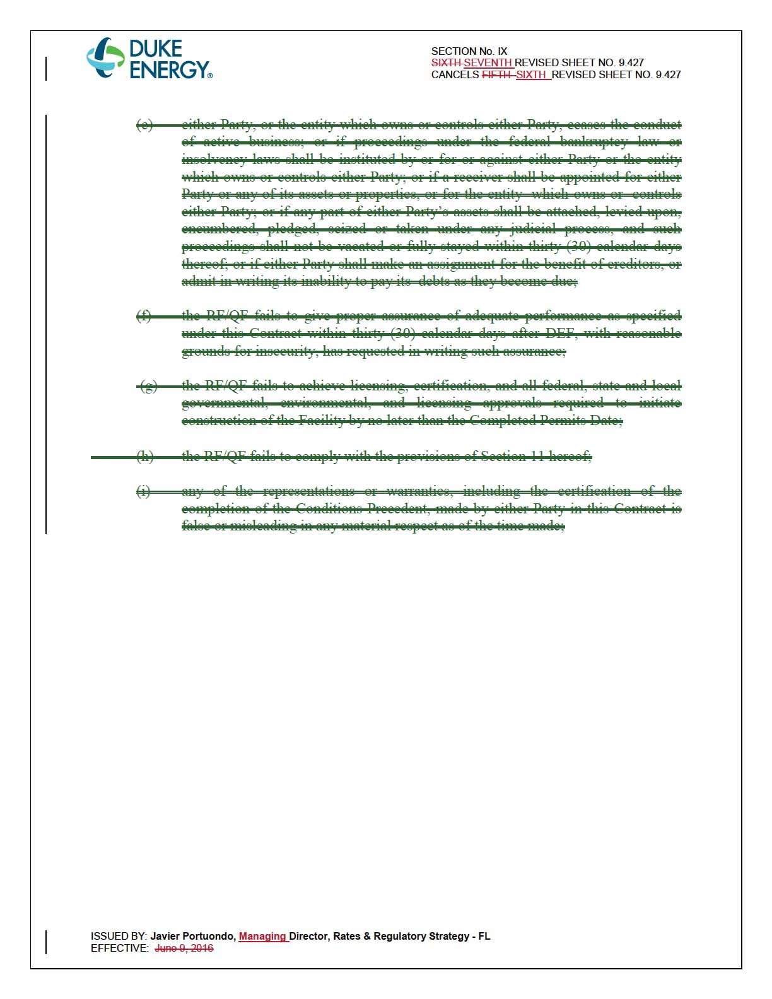 DUKE
ENERGY®
SECTION No. IX
SIXTH SEVENTH REVISED SHEET NO. 9.427
CANCELS FIFTH SIXTH REVISED SHEET NO. 9.427
(e) either Party, or the entity which owns or controls either Party, ceases the conduct
of active business; or if proceedings under the federal bankruptcy law or
insolvency laws shall be instituted by or for or against either Party or the entity
which owns or controls either Party; or if a receiver shall be appointed for either
Party or any of its assets or properties, or for the entity which owns or controls
either Party; or if any part of either Party's assets shall be attached, levied upon,
encumbered, pledged, seized or taken under any judicial process, and such
proceedings shall not be vacated or fully stayed within thirty (30) calendar days
thereof; or if either Party shall make an assignment for the benefit of creditors, or
admit in writing its inability to pay its debts as they become due;
(f) the RF/QF fails to give proper assurance of adequate performance as specified
under this Contract within thirty (30) calendar days after DEF, with reasonable
grounds for insecurity, has requested in writing such assurance;
(g) the RF/QF fails to achieve licensing, certification, and all federal, state and local
governmental, environmental, and licensing approvals required to initiate
construction of the Facility by no later than the Completed Permits Date;
(h) the RF/QF fails to comply with the provisions of Section 11 hereof;
(i) any of the representations or warranties, including the certification of the
completion of the Conditions Precedent, made by either Party in this Contract is
false or misleading in any material respect as of the time made;
ISSUED BY: Javier Portuondo, Managing Director, Rates & Regulatory Strategy - FL
EFFECTIVE: June 9, 2016